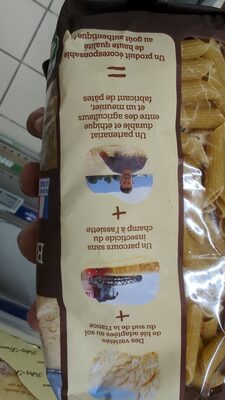 Des variétés
de blé adaptées au sol
du sud de la France
+
Un parcours sans
insecticide du
champ à l'assiette
+
Un partenariat
durable et éthique
entre des agriculteurs
et un meunier,
fabricant de pâtes
=
Un produit écoresponsable
de haute qualité
au goût authentique